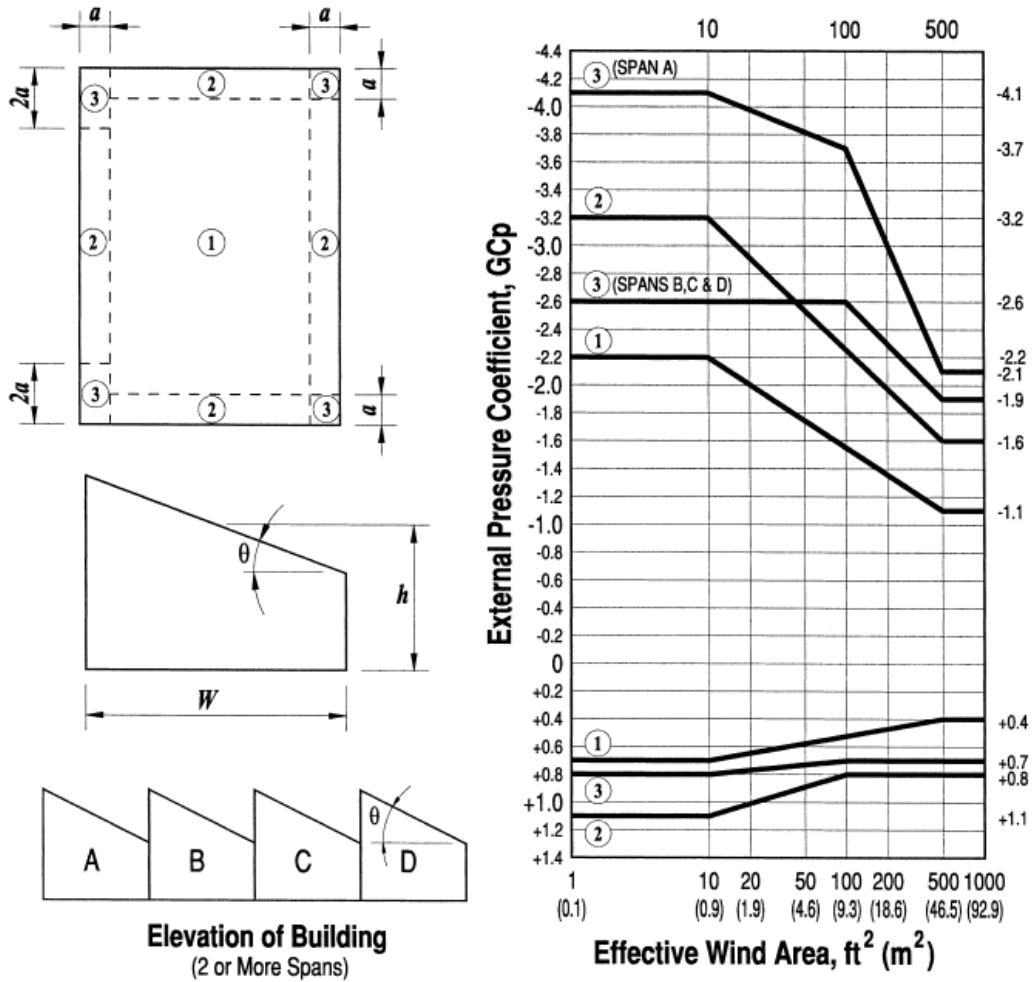 a a
2 3
3 a
2a
2 1 2
2a
3 2 3 a
θ
h
W
A B C D θ
Elevation of Building
(2 or More Spans)
10 100 500
External Pressure Coefficient, GCp
-4.4
-4.2
-4.0
-3.8
-3.6
-3.4
-3.2
-3.0
-2.8
-2.6
-2.4
-2.2
-2.0
-1.8
-1.6
-1.4
-1.2
-1.0
-0.8
-0.6
-0.4
-0.2
0
+0.2
+0.4
+0.6
+0.8
+1.0
+1.2
+1.4
3 (SPAN A)
2
3 (SPANS B,C & D)
1
1
3
2
-4.1
-3.7
-3.2
-2.6
-2.2
-2.1
-1.9
-1.6
-1.1
+0.4
+0.7
+0.8
+1.1
1 10 20 50 100 200 500 1000
(0.1) (0.9) (1.9) (4.6) (9.3) (18.6) (46.5) (92.9)
Effective Wind Area, ft² (m²)